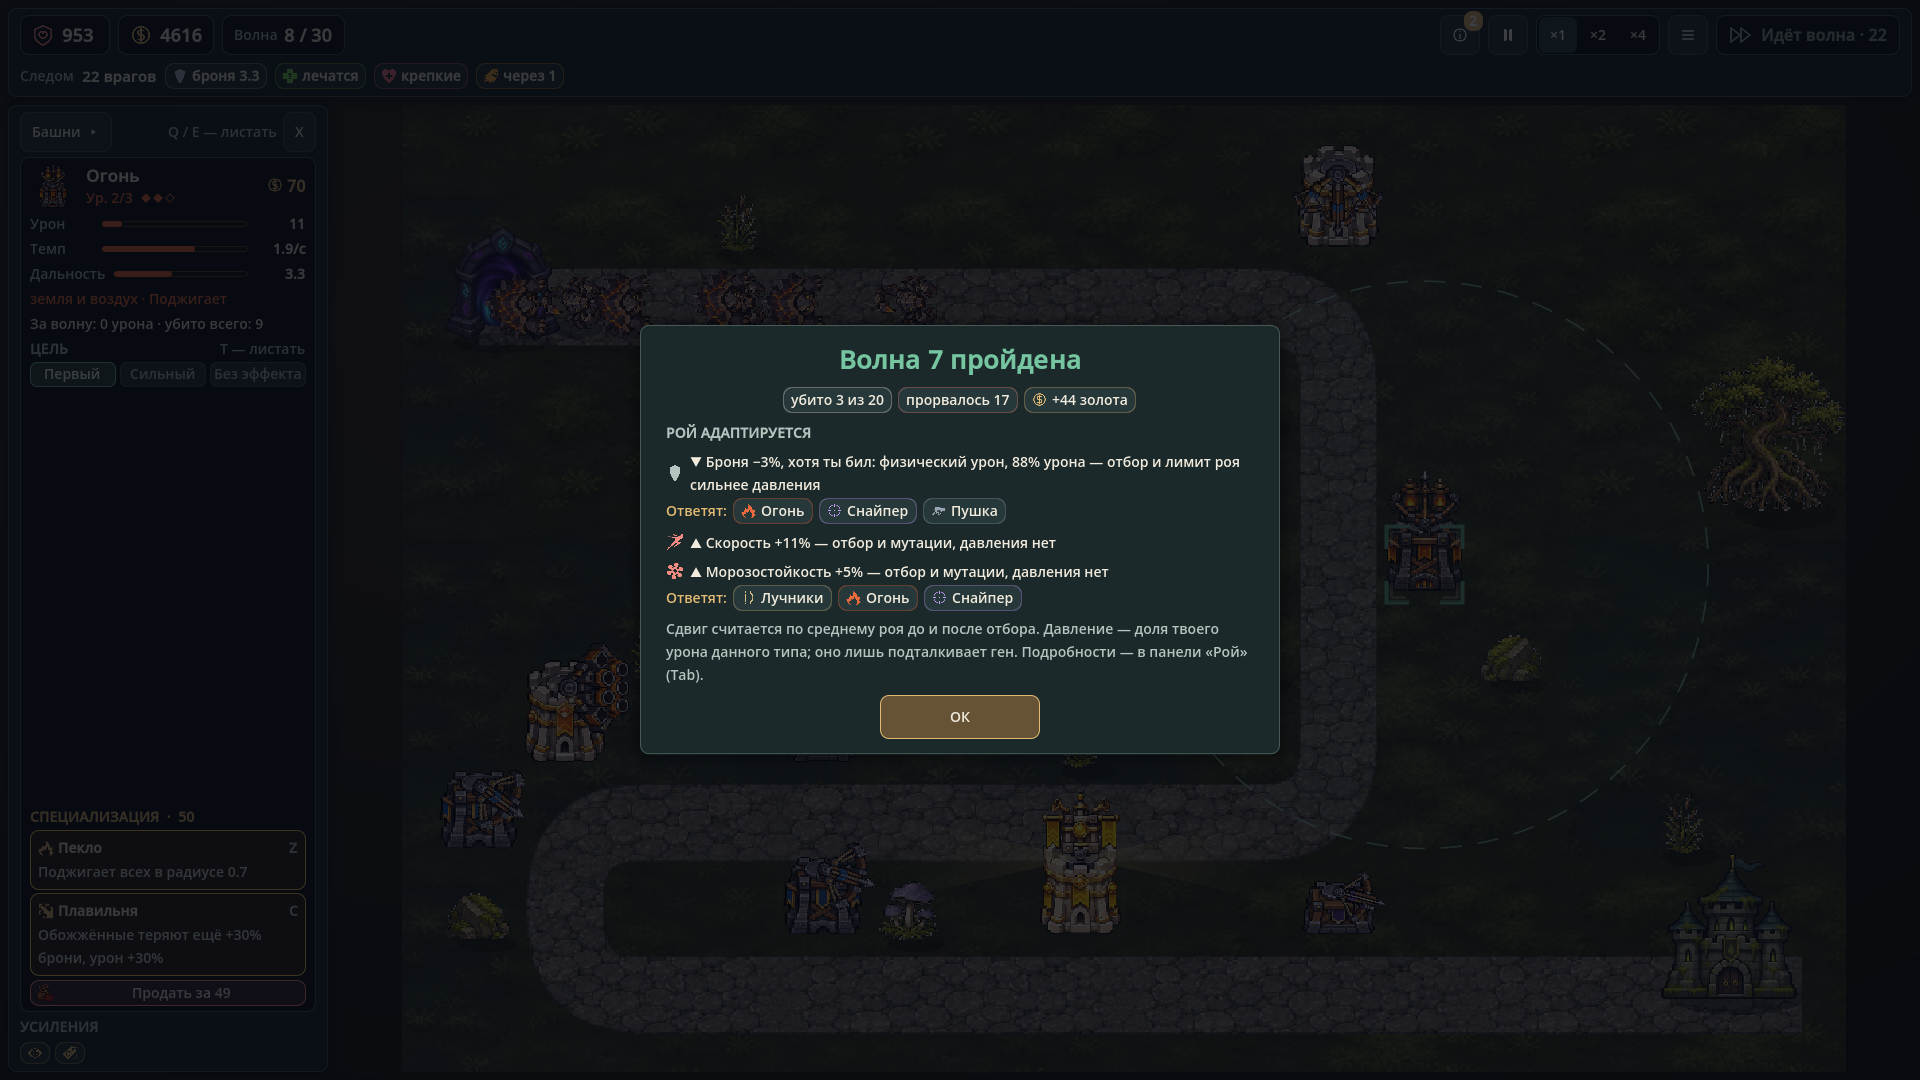 953
4616
Волна 8 / 30
2
×1
×2
×4
Идёт волна · 22
Следом 22 врагов
броня 3.3
лечатся
крепкие
через 1
Башни ▸
Q / E — листать
X
Огонь
70
Ур. 2/3 ◆◆◇
Урон 11
Темп 1.9/с
Дальность 3.3
земля и воздух · Поджигает
За волну: 0 урона · убито всего: 9
ЦЕЛЬ
T — листать
Первый
Сильный
Без эффекта
СПЕЦИАЛИЗАЦИЯ · 50
Пекло Z
Поджигает всех в радиусе 0.7
Плавильня C
Обожжённые теряют ещё +30%
брони, урон +30%
Продать за 49
УСИЛЕНИЯ
Волна 7 пройдена
убито 3 из 20
прорвалось 17
+44 золота
РОЙ АДАПТИРУЕТСЯ
▼ Броня −3%, хотя ты бил: физический урон, 88% урона — отбор и лимит роя
сильнее давления
Ответят: Огонь Снайпер Пушка
▲ Скорость +11% — отбор и мутации, давления нет
▲ Морозостойкость +5% — отбор и мутации, давления нет
Ответят: Лучники Огонь Снайпер
Сдвиг считается по среднему роя до и после отбора. Давление — доля твоего
урона данного типа; оно лишь подталкивает ген. Подробности — в панели «Рой»
(Tab).
ОК